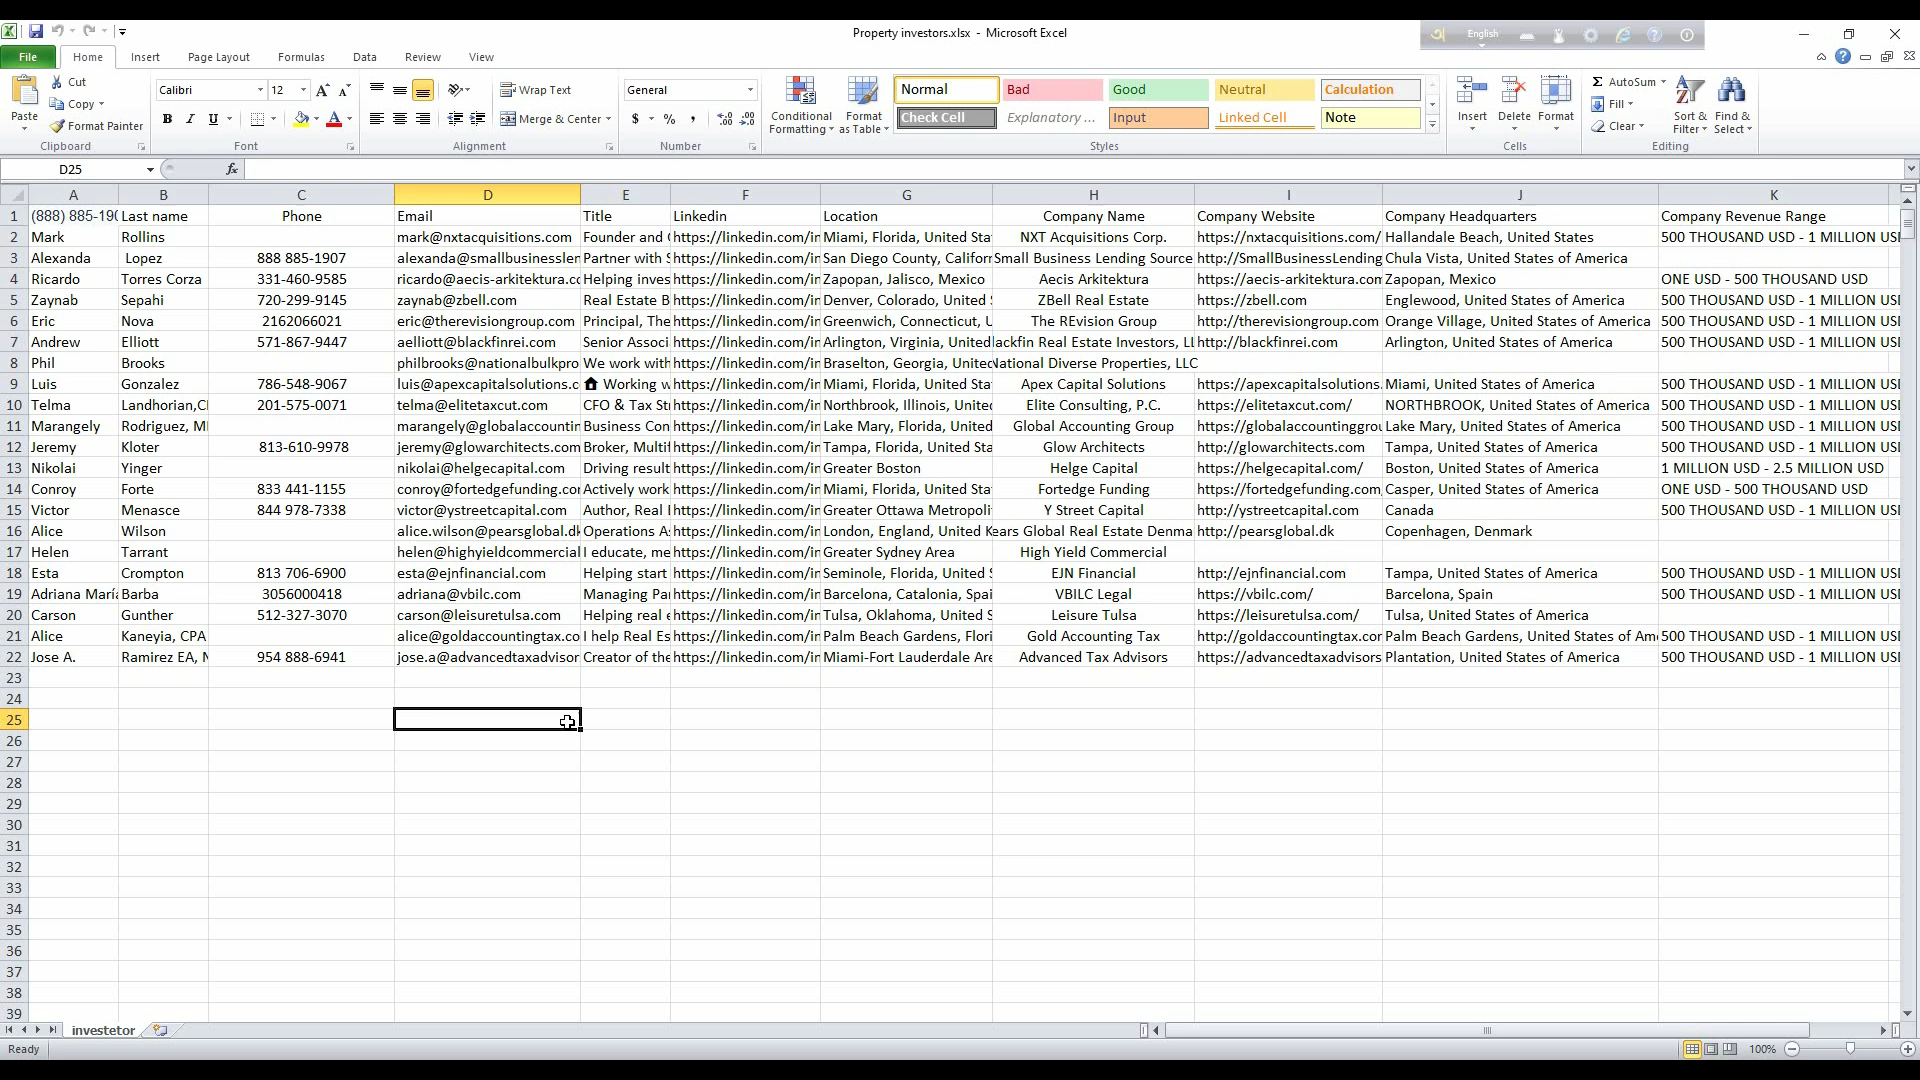 Property investors.xlsx - Microsoft Excel
English
File Home Insert Page Layout Formulas Data Review View
Cut
Copy
Format Painter
Paste
Clipboard
Calibri 12
B I U
Font
Wrap Text
Merge & Center
Alignment
General
$ % ,
Number
Conditional Formatting
Format as Table
Normal Bad Good Neutral Calculation
Check Cell Explanatory ... Input Linked Cell Note
Styles
Insert Delete Format
Cells
AutoSum
Fill
Clear
Sort & Filter
Find & Select
Editing
D25 fx
A B C D E F G H I J K
1 (888) 885-190 Last name Phone Email Title Linkedin Location Company Name Company Website Company Headquarters Company Revenue Range
2 Mark Rollins mark@nxtacquisitions.com Founder and https://linkedin.com/in Miami, Florida, United Sta NXT Acquisitions Corp. https://nxtacquisitions.com/ Hallandale Beach, United States 500 THOUSAND USD - 1 MILLION USD
3 Alexanda Lopez 888 885-1907 alexanda@smallbusinesslen Partner with S https://linkedin.com/in San Diego County, Californ Small Business Lending Source http://SmallBusinessLending Chula Vista, United States of America
4 Ricardo Torres Corza 331-460-9585 ricardo@aecis-arkitektura.co Helping inves https://linkedin.com/in Zapopan, Jalisco, Mexico Aecis Arkitektura https://aecis-arkitektura.com Zapopan, Mexico ONE USD - 500 THOUSAND USD
5 Zaynab Sepahi 720-299-9145 zaynab@zbell.com Real Estate B https://linkedin.com/in Denver, Colorado, United S ZBell Real Estate https://zbell.com Englewood, United States of America 500 THOUSAND USD - 1 MILLION USD
6 Eric Nova 2162066021 eric@therevisiongroup.com Principal, The https://linkedin.com/in Greenwich, Connecticut, U The REvision Group http://therevisiongroup.com Orange Village, United States of America 500 THOUSAND USD - 1 MILLION USD
7 Andrew Elliott 571-867-9447 aelliott@blackfinrei.com Senior Associ https://linkedin.com/in Arlington, Virginia, United lackfin Real Estate Investors, LL http://blackfinrei.com Arlington, United States of America 500 THOUSAND USD - 1 MILLION USD
8 Phil Brooks philbrooks@nationalbulkpro We work with https://linkedin.com/in Braselton, Georgia, United National Diverse Properties, LLC
9 Luis Gonzalez 786-548-9067 luis@apexcapitalsolutions.c Working w https://linkedin.com/in Miami, Florida, United Sta Apex Capital Solutions https://apexcapitalsolutions. Miami, United States of America 500 THOUSAND USD - 1 MILLION USD
10 Telma Landhorian,C 201-575-0071 telma@elitetaxcut.com CFO & Tax St https://linkedin.com/in Northbrook, Illinois, United Elite Consulting, P.C. https://elitetaxcut.com/ NORTHBROOK, United States of America 500 THOUSAND USD - 1 MILLION USD
11 Marangely Rodriguez, M marangely@globalaccountin Business Con https://linkedin.com/in Lake Mary, Florida, United Global Accounting Group https://globalaccountinggrou Lake Mary, United States of America 500 THOUSAND USD - 1 MILLION USD
12 Jeremy Kloter 813-610-9978 jeremy@glowarchitects.com Broker, Multif https://linkedin.com/in Tampa, Florida, United Sta Glow Architects http://glowarchitects.com Tampa, United States of America 500 THOUSAND USD - 1 MILLION USD
13 Nikolai Yinger nikolai@helgecapital.com Driving result https://linkedin.com/in Greater Boston Helge Capital https://helgecapital.com/ Boston, United States of America 1 MILLION USD - 2.5 MILLION USD
14 Conroy Forte 833 441-1155 conroy@fortedgefunding.cor Actively work https://linkedin.com/in Miami, Florida, United Sta Fortedge Funding https://fortedgefunding.com, Casper, United States of America ONE USD - 500 THOUSAND USD
15 Victor Menasce 844 978-7338 victor@ystreetcapital.com Author, Real https://linkedin.com/in Greater Ottawa Metropoli Y Street Capital http://ystreetcapital.com Canada 500 THOUSAND USD - 1 MILLION USD
16 Alice Wilson alice.wilson@pearsglobal.dk Operations A https://linkedin.com/in London, England, United K ears Global Real Estate Denma http://pearsglobal.dk Copenhagen, Denmark
17 Helen Tarrant helen@highyieldcommercial I educate, me https://linkedin.com/in Greater Sydney Area High Yield Commercial
18 Esta Crompton 813 706-6900 esta@ejnfinancial.com Helping start https://linkedin.com/in Seminole, Florida, United S EJN Financial http://ejnfinancial.com Tampa, United States of America 500 THOUSAND USD - 1 MILLION USD
19 Adriana María Barba 3056000418 adriana@vbilc.com Managing Pa https://linkedin.com/in Barcelona, Catalonia, Spai VBILC Legal https://vbilc.com/ Barcelona, Spain 500 THOUSAND USD - 1 MILLION USD
20 Carson Gunther 512-327-3070 carson@leisuretulsa.com Helping real e https://linkedin.com/in Tulsa, Oklahoma, United S Leisure Tulsa https://leisuretulsa.com/ Tulsa, United States of America
21 Alice Kaneyia, CPA alice@goldaccountingtax.co I help Real Es https://linkedin.com/in Palm Beach Gardens, Flori Gold Accounting Tax http://goldaccountingtax.cor Palm Beach Gardens, United States of Am 500 THOUSAND USD - 1 MILLION USD
22 Jose A. Ramirez EA, M 954 888-6941 jose.a@advancedtaxadvisor Creator of the https://linkedin.com/in Miami-Fort Lauderdale Are Advanced Tax Advisors https://advancedtaxadvisors Plantation, United States of America 500 THOUSAND USD - 1 MILLION USD
23
24
25
26
27
28
29
30
31
32
33
34
35
36
37
38
39
investetor
Ready 100%